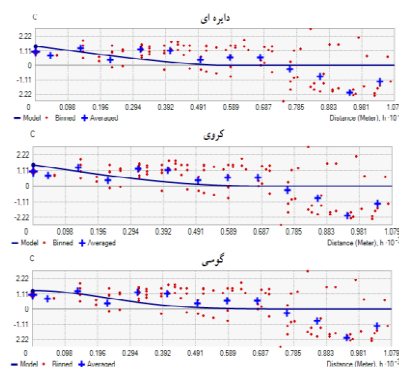 دایره ای
C
2.22
1.11
0
-1.11
2.22
0 0.098 0.196 0.294 0.392 0.491 0.589 0.687 0.785 0.883 0.981 1.07
Distance (Meter), h·10
Model Binned Averaged
کروی
C
2.22
1.11
0
-1.11
-2.22
0 0.098 0.196 0.294 0.392 0.491 0.589 0.687 0.785 0.883 0.981 1.079
Distance (Meter), h·10
Model Binned Averaged
گوسی
C
2.22
1.11
0
-1.11
2.22
0 0.098 0.196 0.294 0.392 0.491 0.589 0.687 0.785 0.883 0.981 1.079
Distance (Meter), h·10
Model Binned Averaged